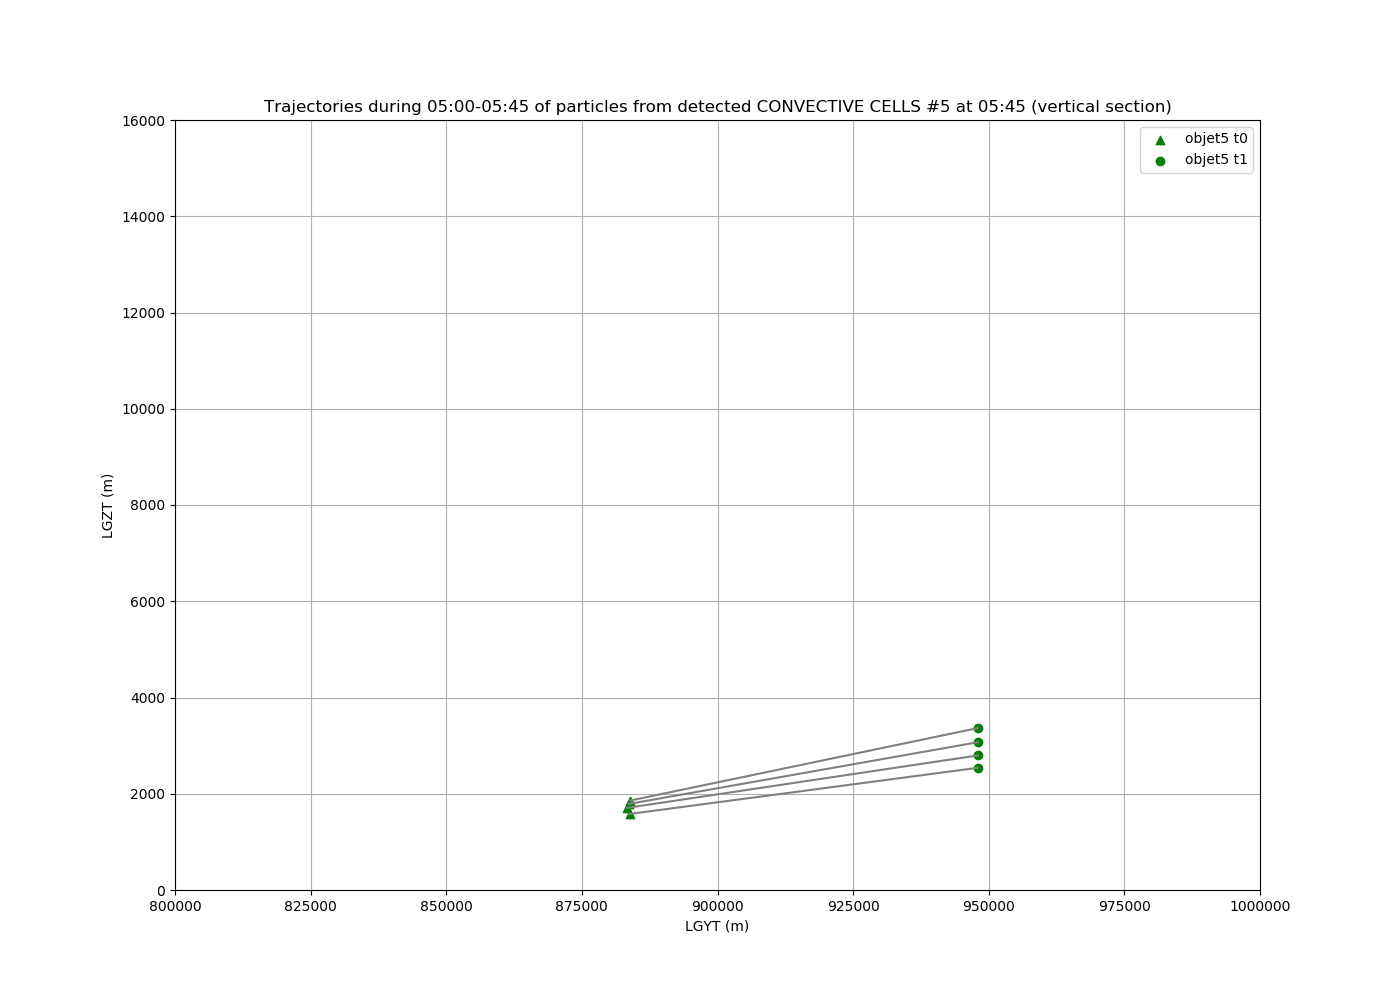 Trajectories during 05:00-05:45 of particles from detected CONVECTIVE CELLS #5 at 05:45 (vertical section)
objet5 t0
objet5 t1
16000
14000
12000
10000
8000
6000
4000
2000
0
LGZT (m)
800000 825000 850000 875000 900000 925000 950000 975000 1000000
LGYT (m)